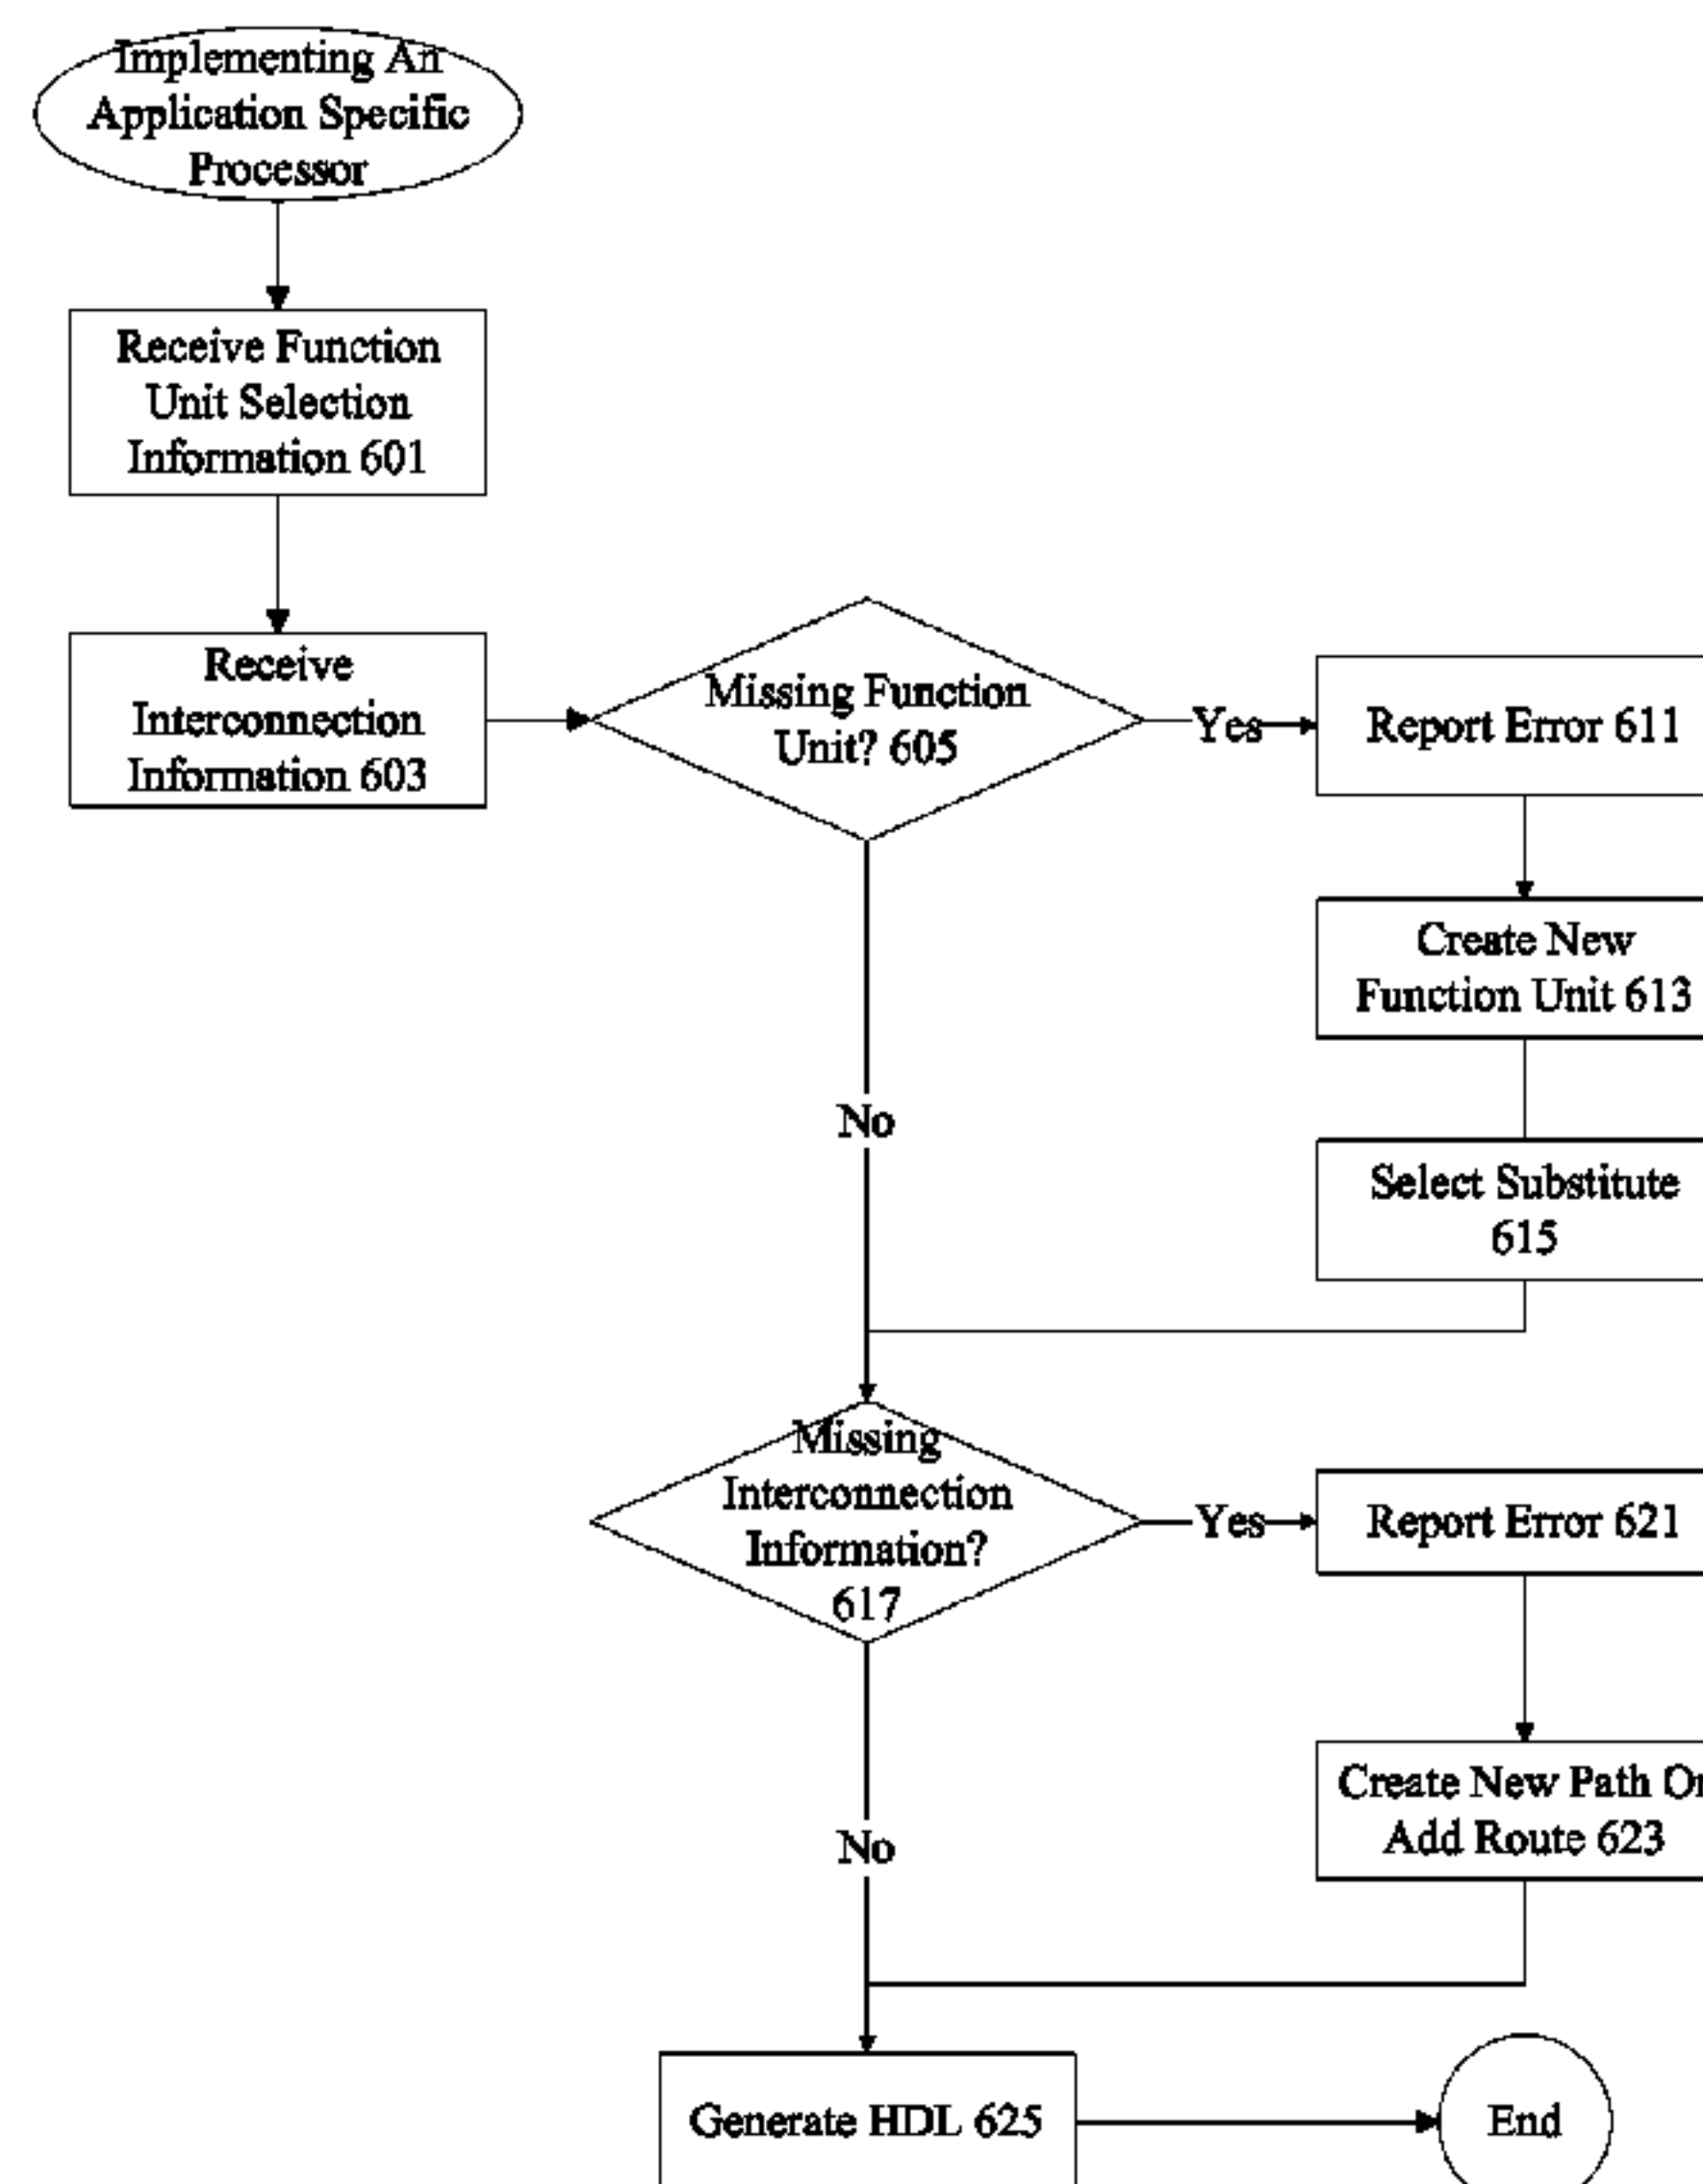 Implementing An
Application Specific
Processor
Receive Function
Unit Selection
Information 601
Receive
Interconnection
Information 603
Missing Function
Unit? 605
Yes
Report Error 611
Create New
Function Unit 613
No
Select Substitute
615
Missing
Interconnection
Information?
617
Yes
Report Error 621
Create New Path Or
Add Route 623
No
Generate HDL 625
End